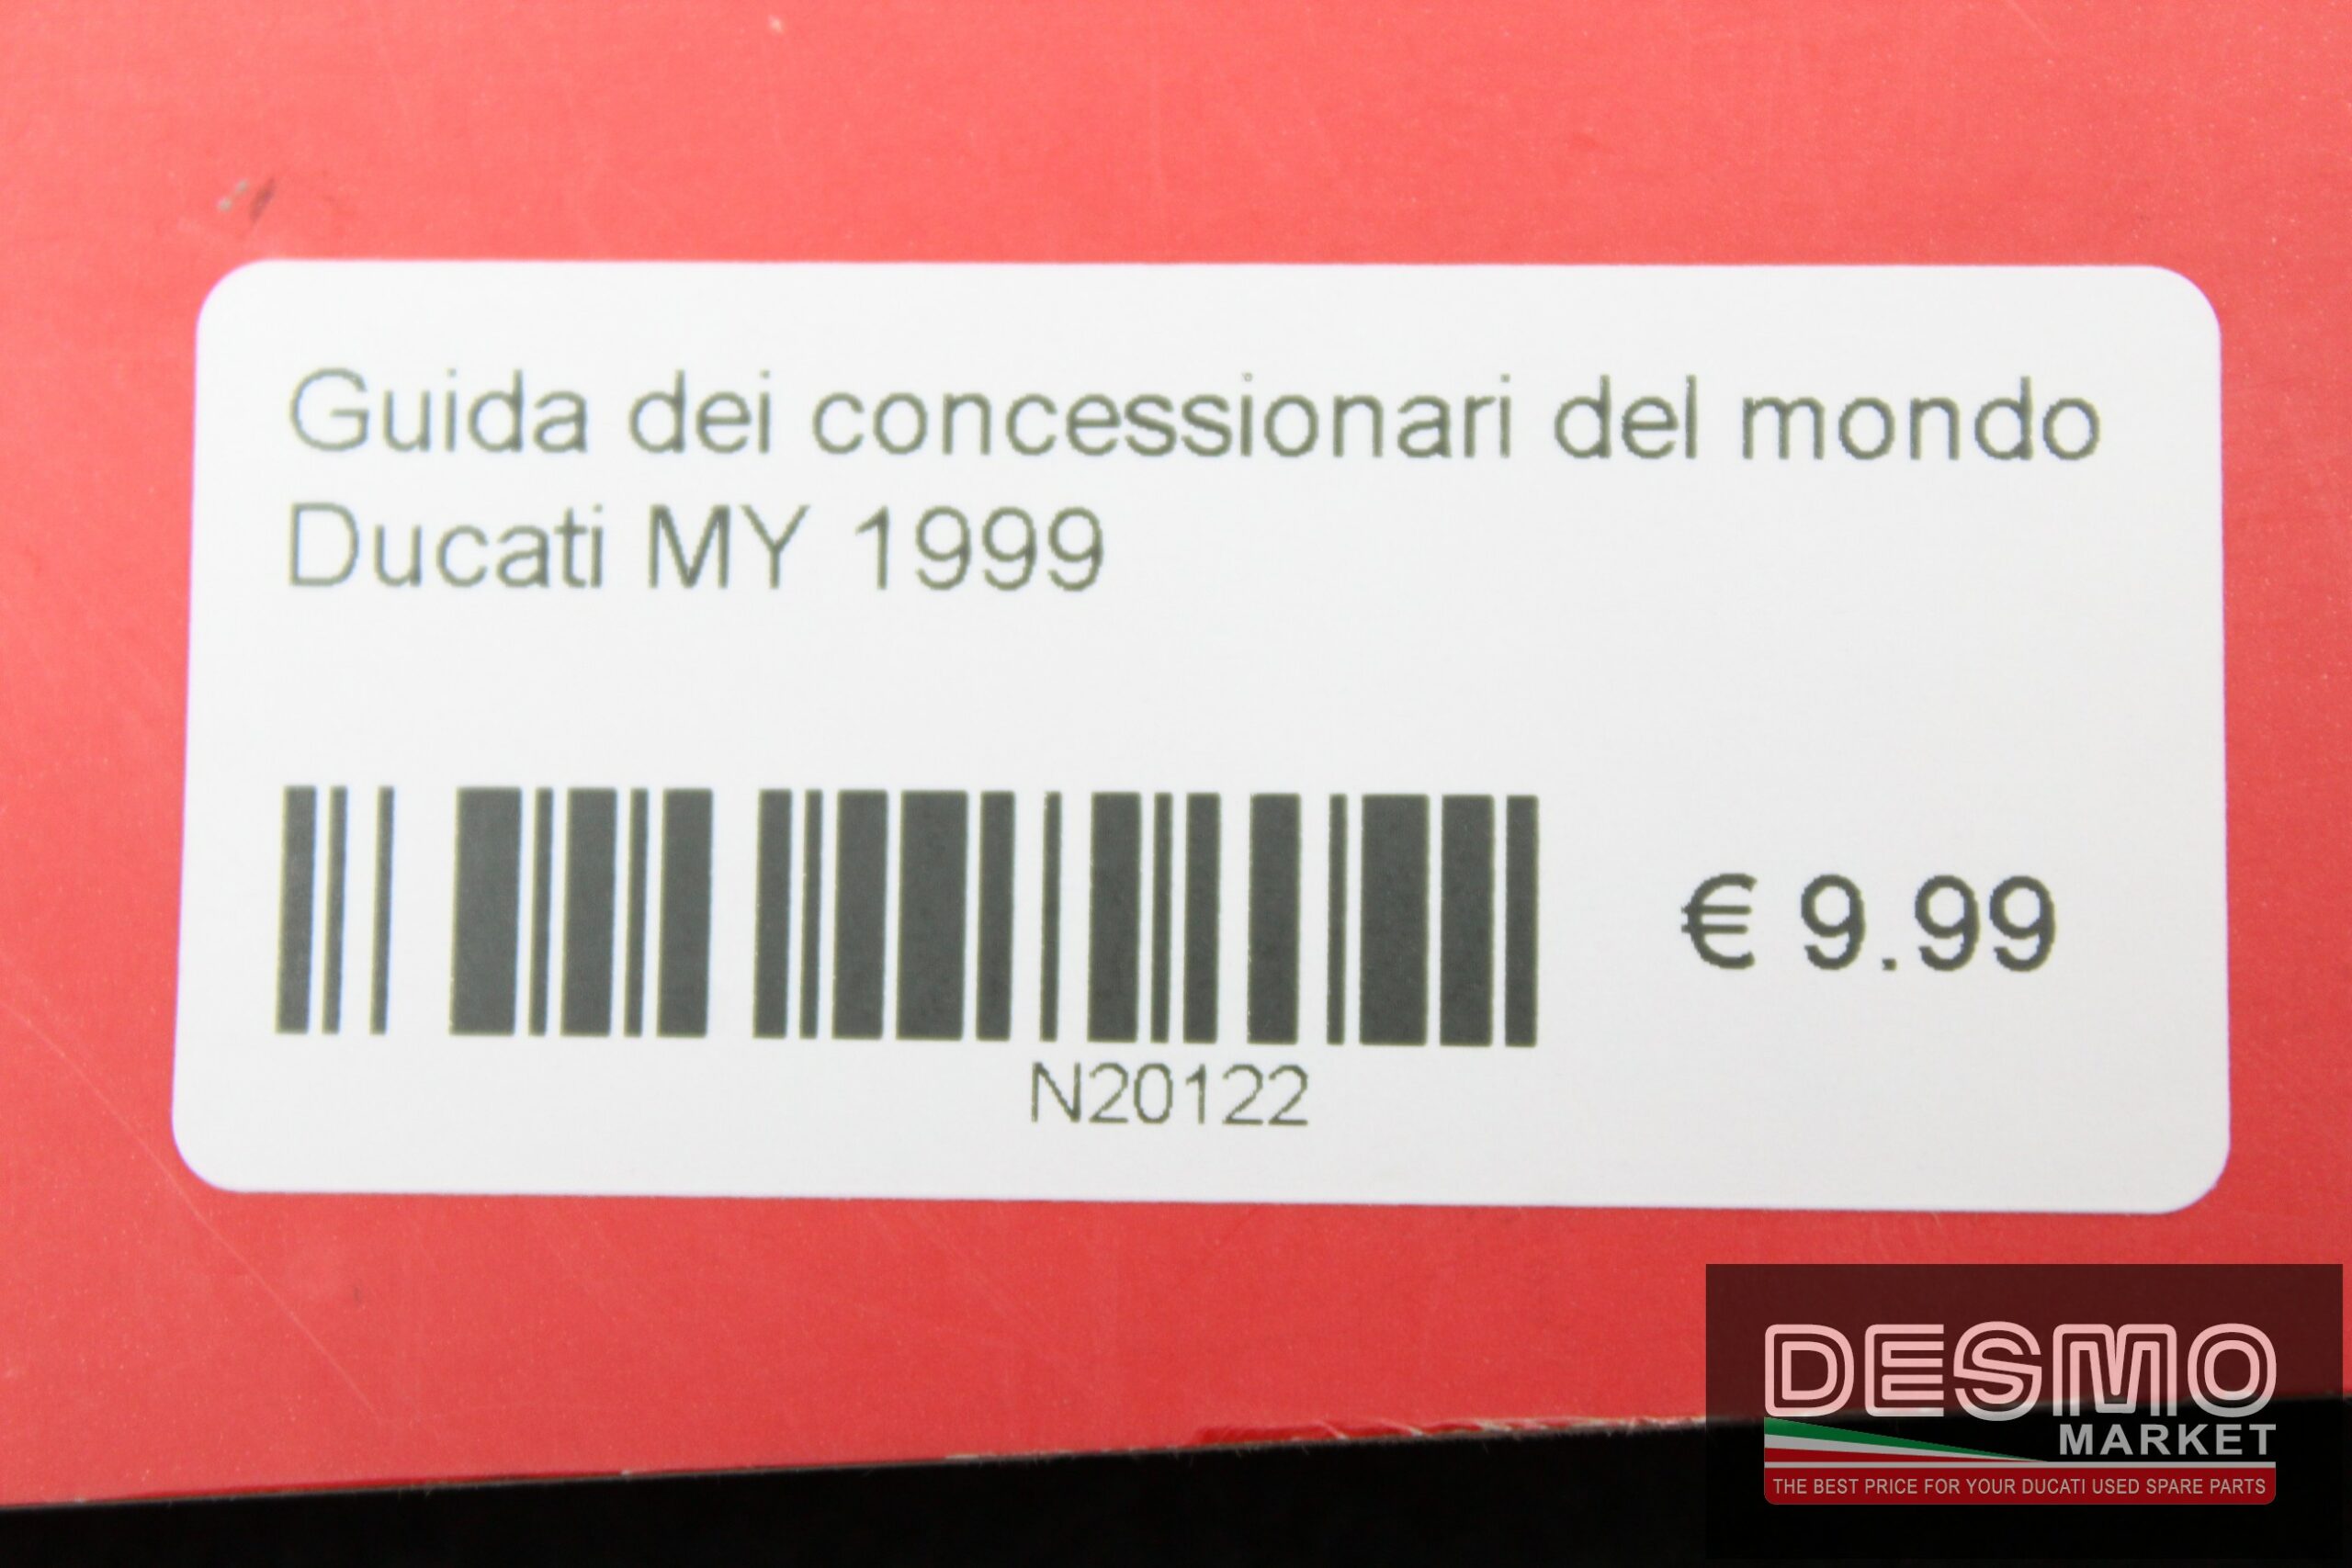 Guida dei concessionari del mondo
Ducati MY 1999
€ 9.99
N20122
DESMO
MARKET
THE BEST PRICE FOR YOUR DUCATI USED SPARE PARTS